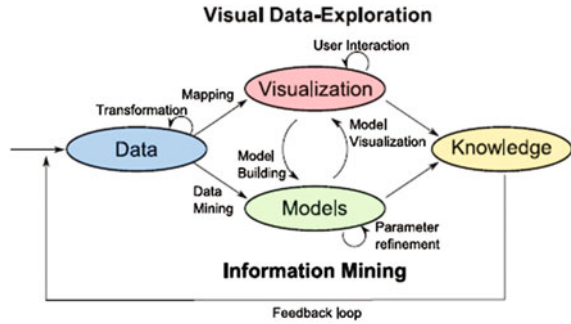 Visual Data-Exploration
User Interaction
Mapping
Visualization
Transformation
Data
Model
Building
Model
Visualization
Knowledge
Data
Mining
Models
Parameter
refinement
Information Mining
Feedback loop